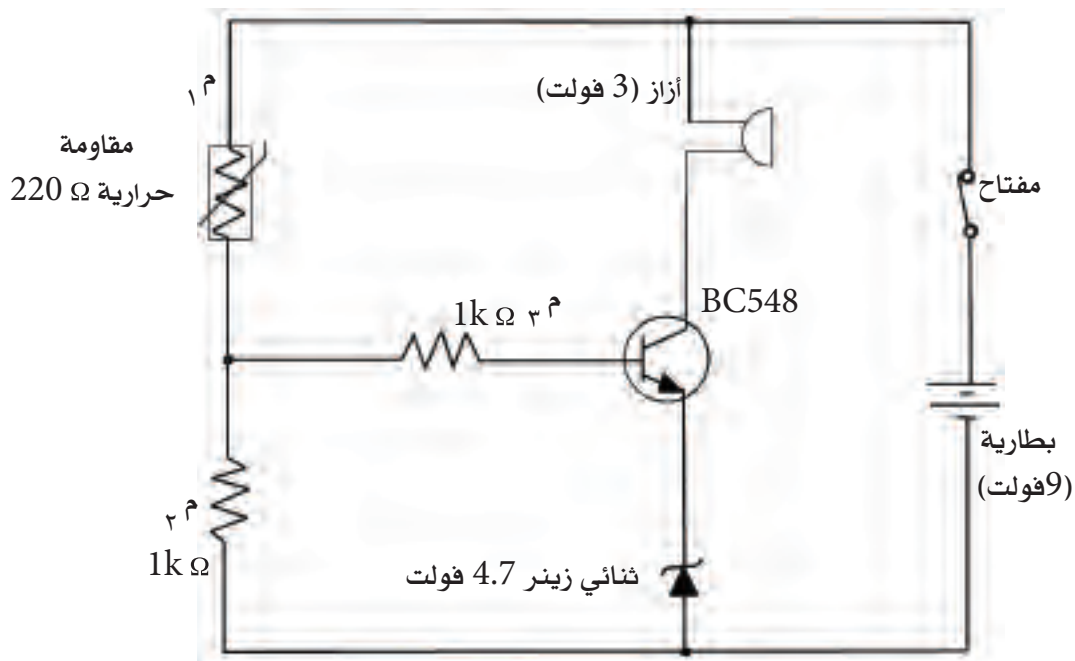 م ١
مقاومة
حرارية 220 Ω
أزاز (3 فولت)
مفتاح
BC548
1k Ω م ٣
بطارية
(9فولت)
م ٢
1k Ω
ثنائي زينر 4.7 فولت